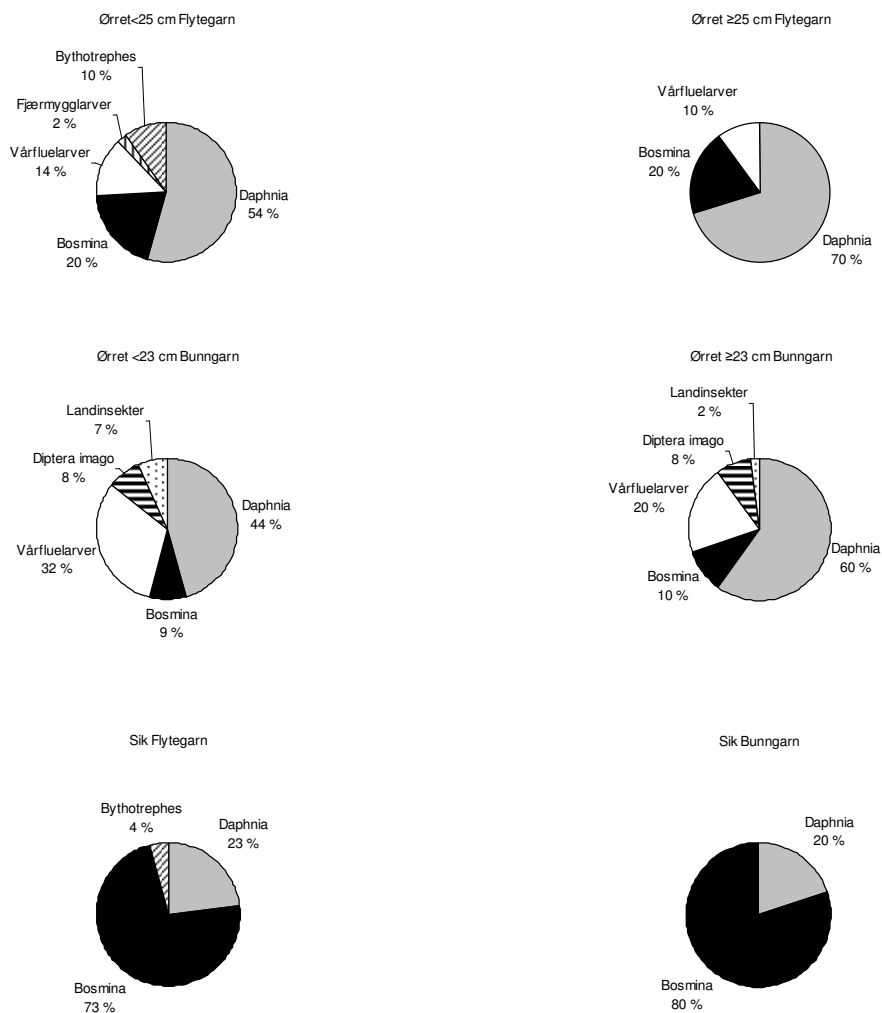 Ørret<25 cm Flytegarn
Bythotrephes
10 %
Fjærmygglarver
2 %
Vårfluelarver
14 %
Daphnia
54 %
Bosmina
20 %
Ørret ≥25 cm Flytegarn
Vårfluelarver
10 %
Bosmina
20 %
Daphnia
70 %
Ørret <23 cm Bunngarn
Landinsekter
7 %
Diptera imago
8 %
Daphnia
44 %
Vårfluelarver
32 %
Bosmina
9 %
Ørret ≥23 cm Bunngarn
Landinsekter
2 %
Diptera imago
8 %
Vårfluelarver
20 %
Daphnia
60 %
Bosmina
10 %
Sik Flytegarn
Bythotrephes
4 %
Daphnia
23 %
Bosmina
73 %
Sik Bunngarn
Daphnia
20 %
Bosmina
80 %